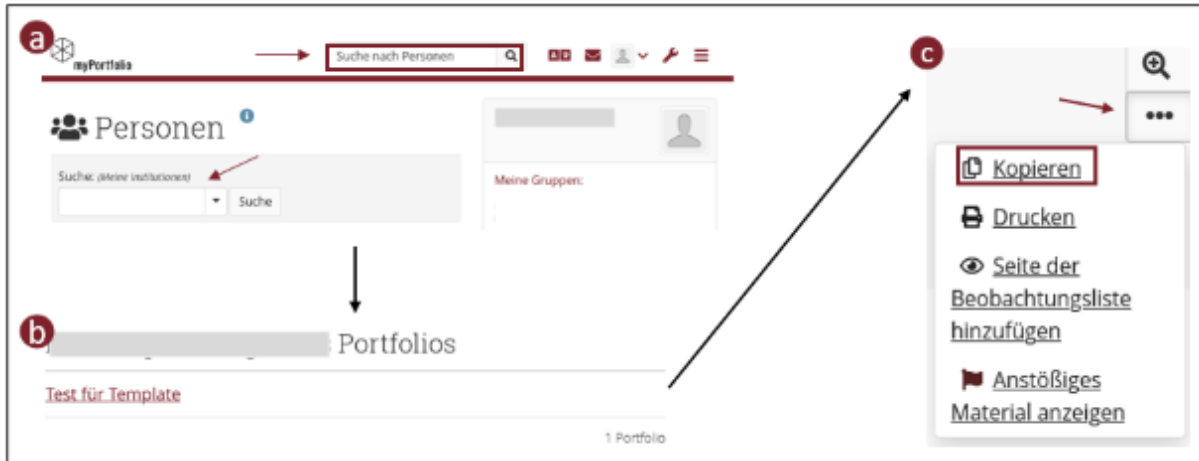 a
myPortfolio
Suche nach Personen
Personen
Suche: (Meine Institutionen)
Suche
Meine Gruppen:
b
Portfolios
Test für Template
1 Portfolio
c
Kopieren
Drucken
Seite der
Beobachtungsliste
hinzufügen
Anstößiges
Material anzeigen